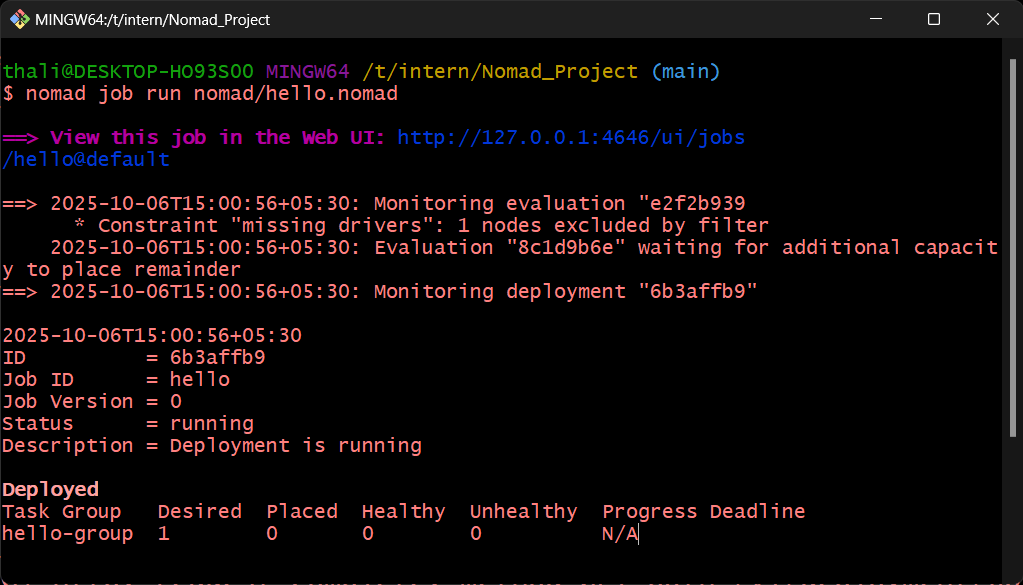 MINGW64:/t/intern/Nomad_Project
thali@DESKTOP-HO93SOO MINGW64 /t/intern/Nomad_Project (main)
$ nomad job run nomad/hello.nomad
==> View this job in the Web UI: http://127.0.0.1:4646/ui/jobs
/hello@default
==> 2025-10-06T15:00:56+05:30: Monitoring evaluation "e2f2b939
* Constraint "missing drivers": 1 nodes excluded by filter
2025-10-06T15:00:56+05:30: Evaluation "8c1d9b6e" waiting for additional capacit
y to place remainder
==> 2025-10-06T15:00:56+05:30: Monitoring deployment "6b3affb9"
2025-10-06T15:00:56+05:30
ID          = 6b3affb9
Job ID      = hello
Job Version = 0
Status      = running
Description = Deployment is running
Deployed
Task Group   Desired  Placed  Healthy  Unhealthy  Progress Deadline
hello-group  1        0       0        0          N/A